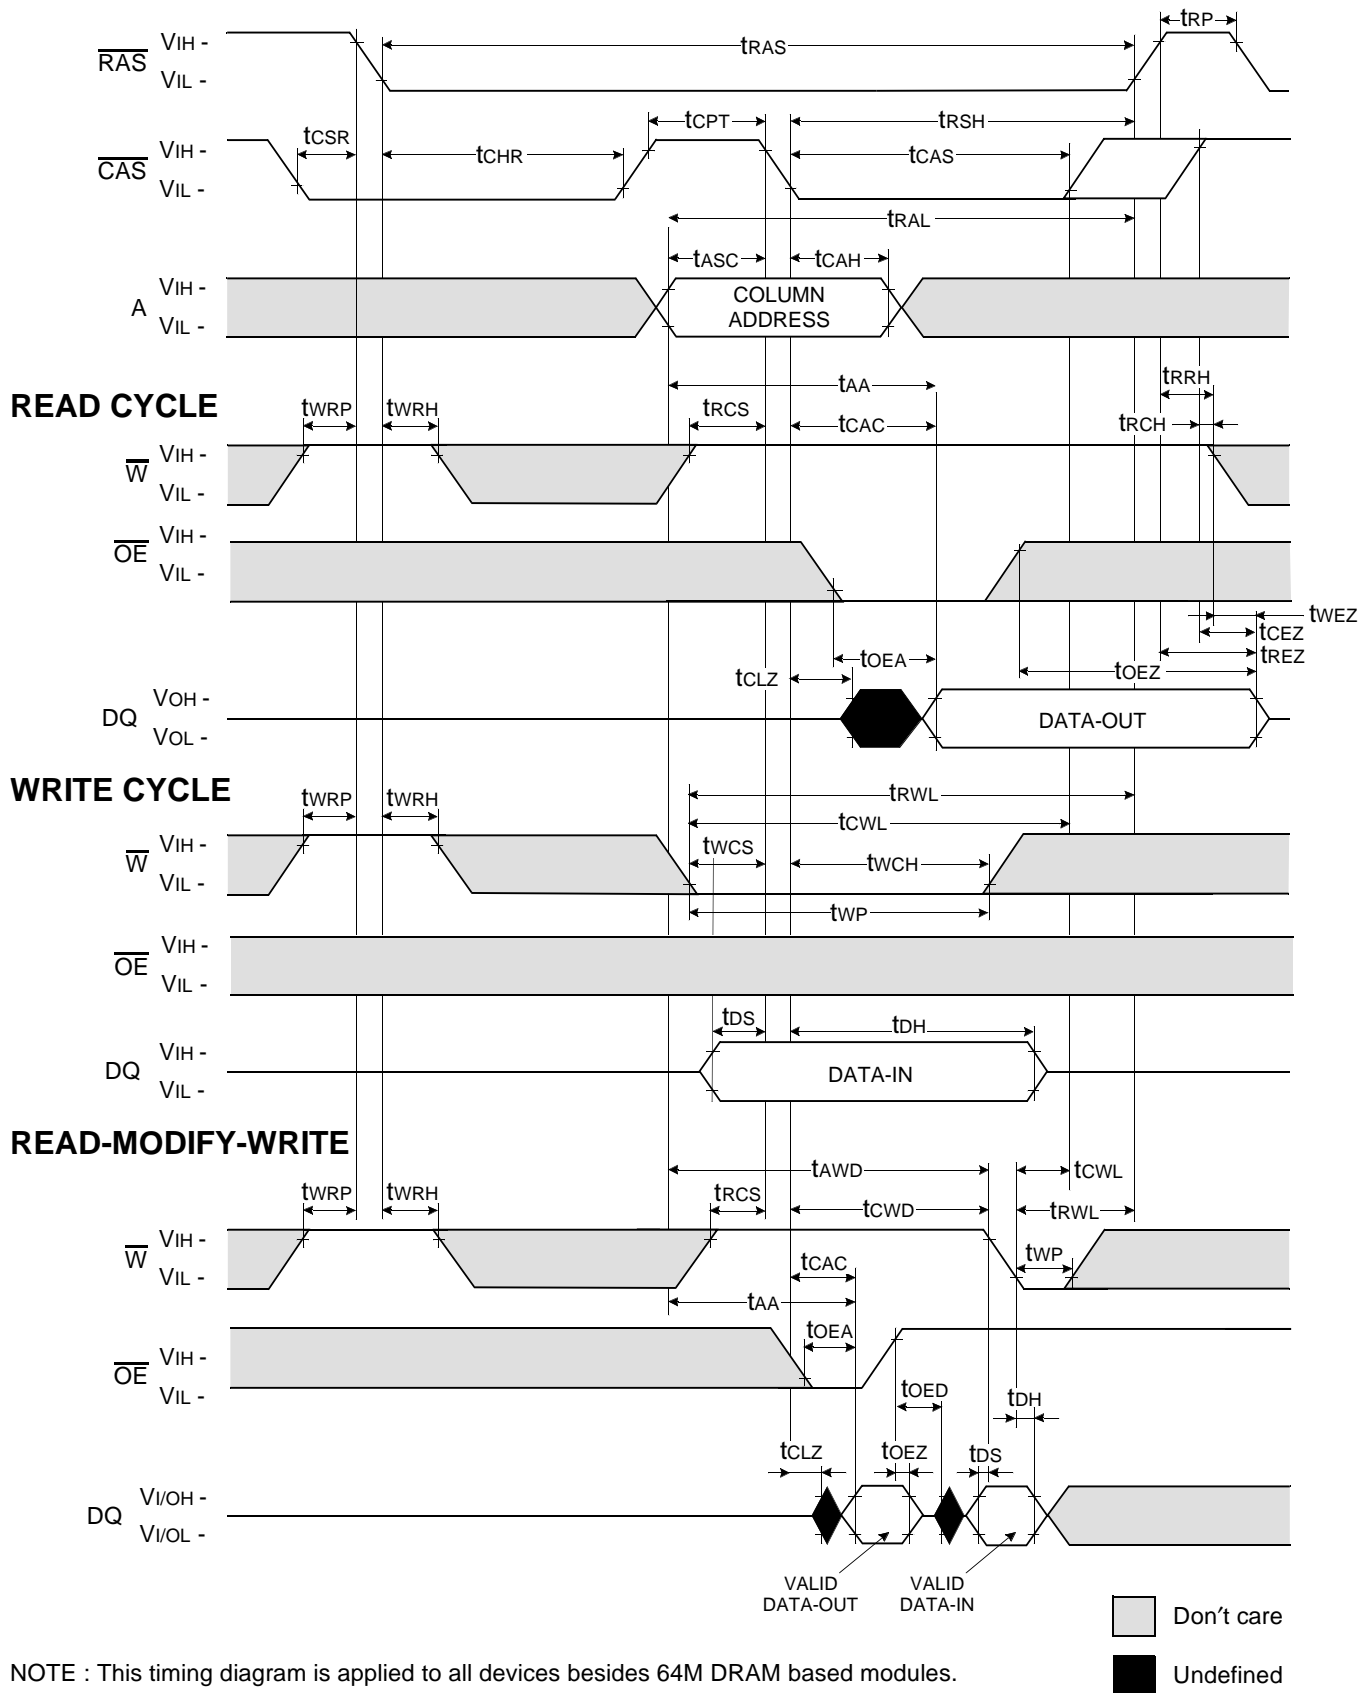 tRP
VIH -
RAS
tRAS
VIL -
tCPT
tRSH
tCSR
VIH -
CAS
tCHR
tCAS
VIL -
tRAL
tASC
tCAH
VIH -
A
COLUMN
ADDRESS
VIL -
tRRH
tAA
READ CYCLE
tWRP
tWRH
tRCS
tCAC
tRCH
VIH -
W
VIL -
VIH -
OE
VIL -
tWEZ
tCEZ
tREZ
tOEA
tOEZ
tCLZ
VOH -
DQ
DATA-OUT
VOL -
WRITE CYCLE
tWRP
tWRH
tRWL
tCWL
VIH -
W
tWCS
tWCH
VIL -
tWP
VIH -
OE
VIL -
tDS
tDH
VIH -
DQ
DATA-IN
VIL -
READ-MODIFY-WRITE
tAWD
tCWL
tWRP
tWRH
tRCS
tCWD
tRWL
VIH -
W
tWP
VIL -
tCAC
tAA
tOEA
VIH -
OE
VIL -
tOED
tDH
tCLZ
tOEZ
tDS
VI/OH -
DQ
VI/OL -
VALID
DATA-OUT
VALID
DATA-IN
Don′t care
NOTE : This timing diagram is applied to all devices besides 64M DRAM based modules.
Undefined